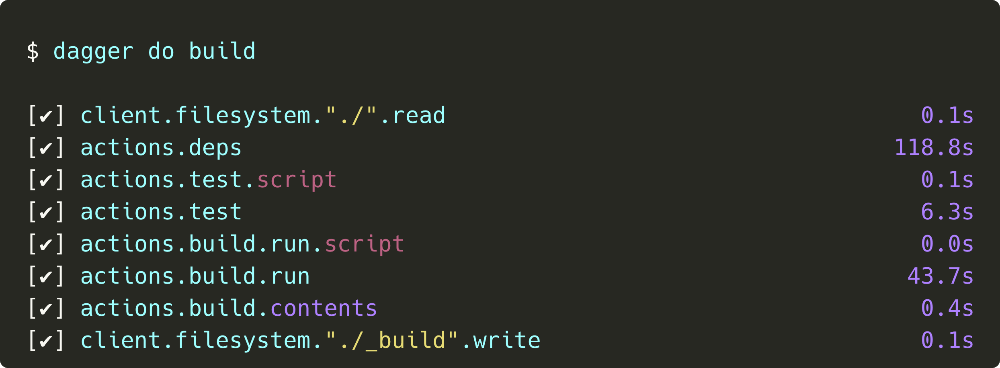 $ dagger do build
[✔] client.filesystem."./".read 0.1s
[✔] actions.deps 118.8s
[✔] actions.test.script 0.1s
[✔] actions.test 6.3s
[✔] actions.build.run.script 0.0s
[✔] actions.build.run 43.7s
[✔] actions.build.contents 0.4s
[✔] client.filesystem."./_build".write 0.1s